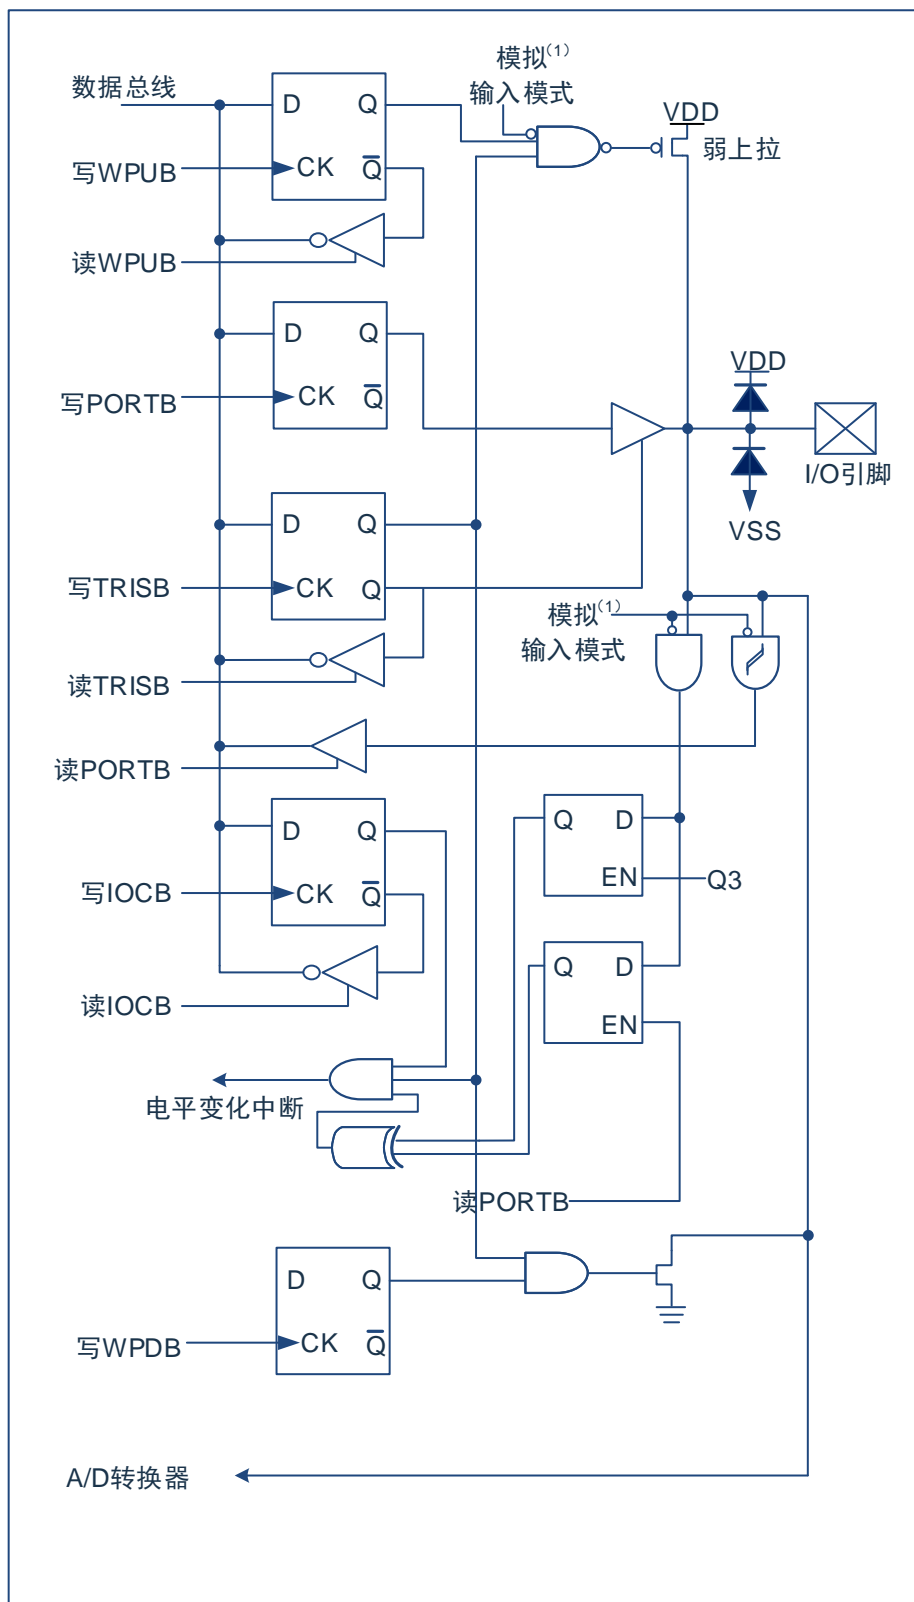 数据总线
D Q
模拟(1)
输入模式
VDD
弱上拉
写WPUB
CK Q
读WPUB
D Q
写PORTB
CK Q
VDD
I/O引脚
VSS
D Q
写TRISB
CK Q
模拟(1)
输入模式
读TRISB
读PORTB
D Q
Q D
写IOCB
CK Q
EN
Q3
Q D
读IOCB
EN
电平变化中断
读PORTB
D Q
写WPDB
CK Q
A/D转换器